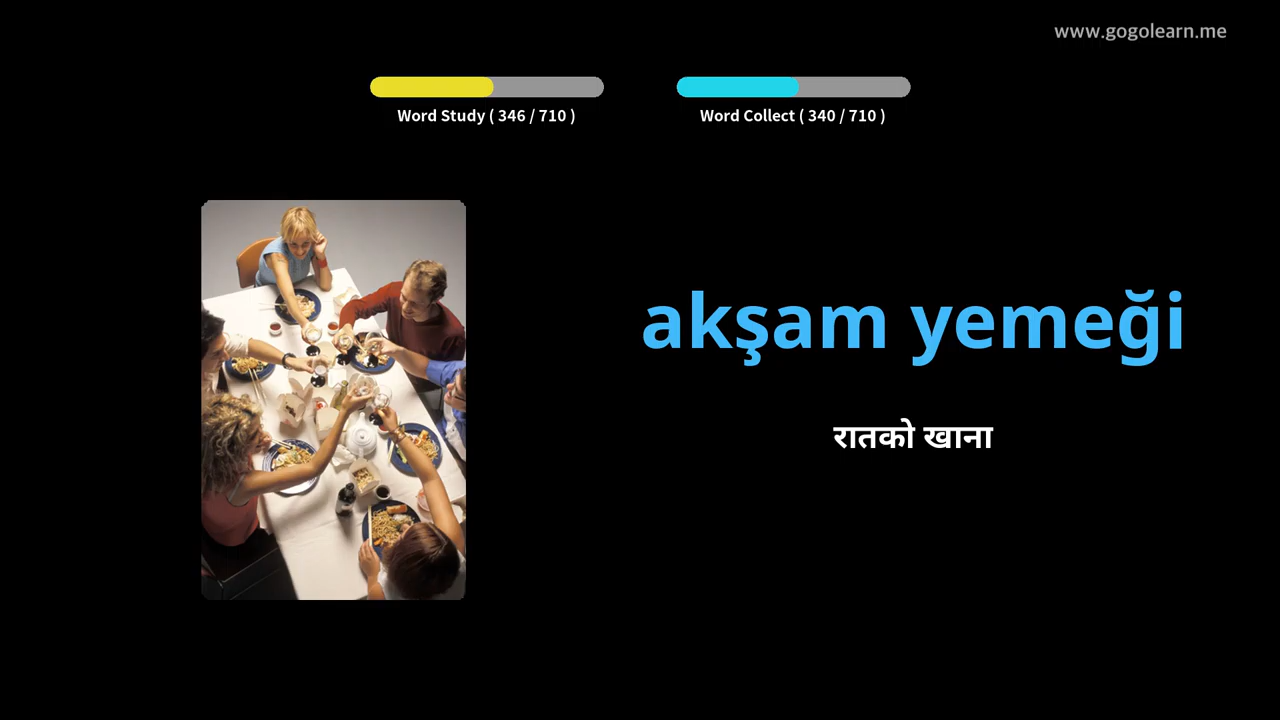 www.gogolearn.me
Word Study ( 346 / 710 )
Word Collect ( 340 / 710 )
akşam yemeği
रातको खाना